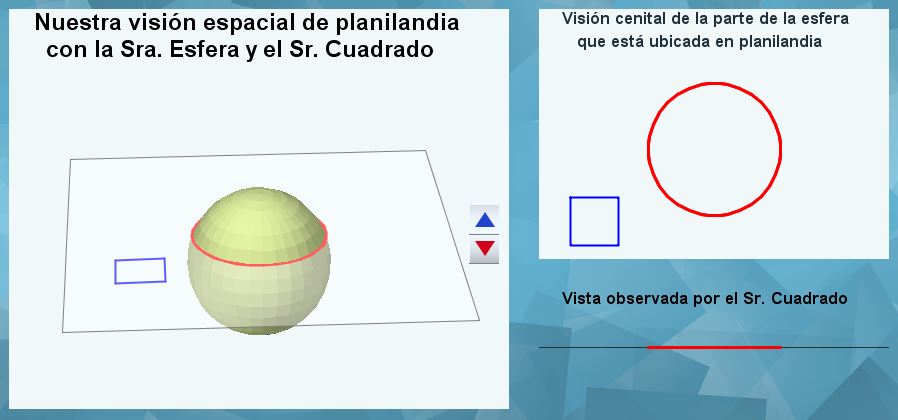 Nuestra visión espacial de planilandia
con la Sra. Esfera y el Sr. Cuadrado
Visión cenital de la parte de la esfera
que está ubicada en planilandia
Vista observada por el Sr. Cuadrado